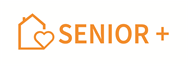 SENIOR +